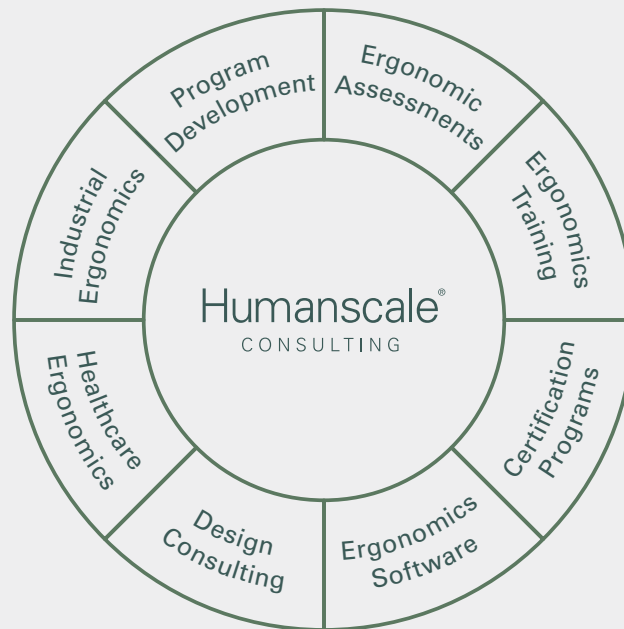 Humanscale®
CONSULTING
Ergonomic
Assessments
Ergonomics
Training
Certification
Programs
Ergonomics
Software
Design
Consulting
Healthcare
Ergonomics
Industrial
Ergonomics
Program
Development